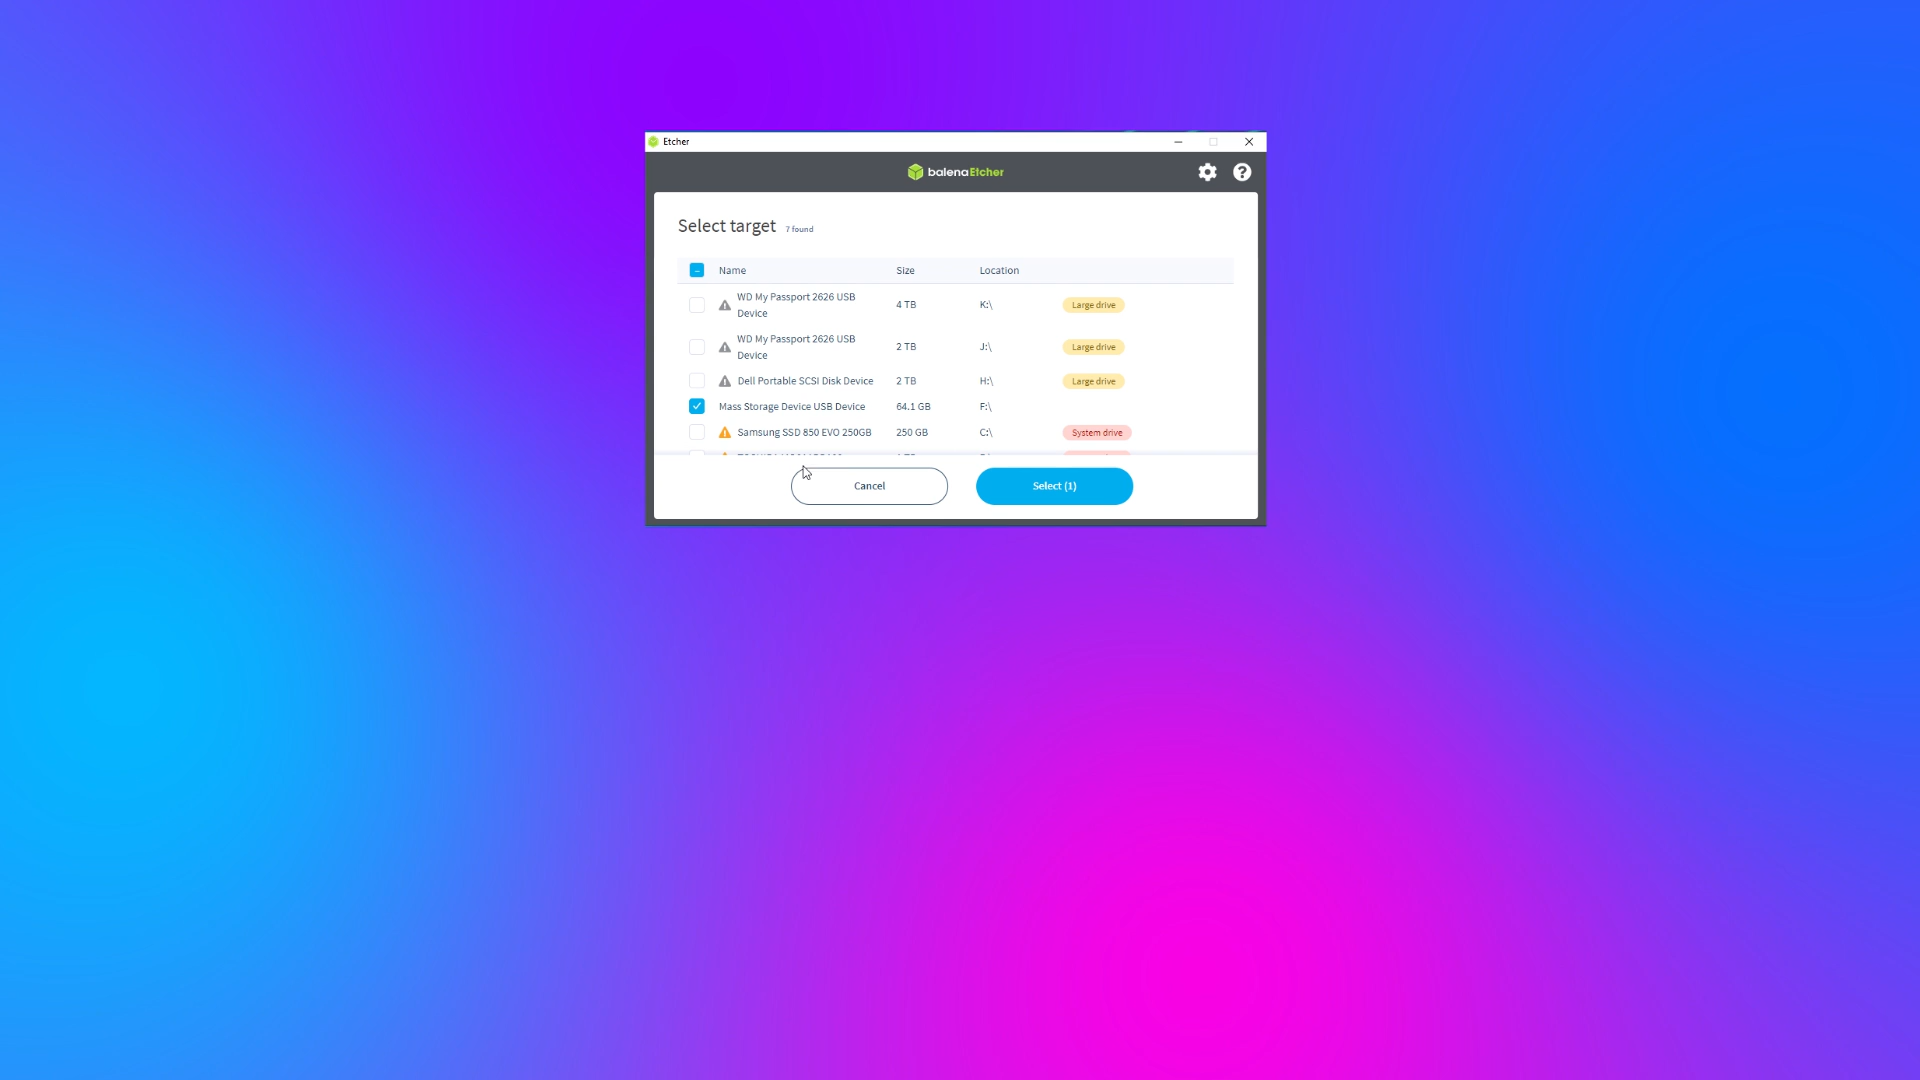 Etcher
balenaEtcher
Select target 7 found
Name Size Location
WD My Passport 2626 USB Device 4 TB K:\ Large drive
WD My Passport 2626 USB Device 2 TB J:\ Large drive
Dell Portable SCSI Disk Device 2 TB H:\ Large drive
Mass Storage Device USB Device 64.1 GB F:\
Samsung SSD 850 EVO 250GB 250 GB C:\ System drive
Cancel Select (1)